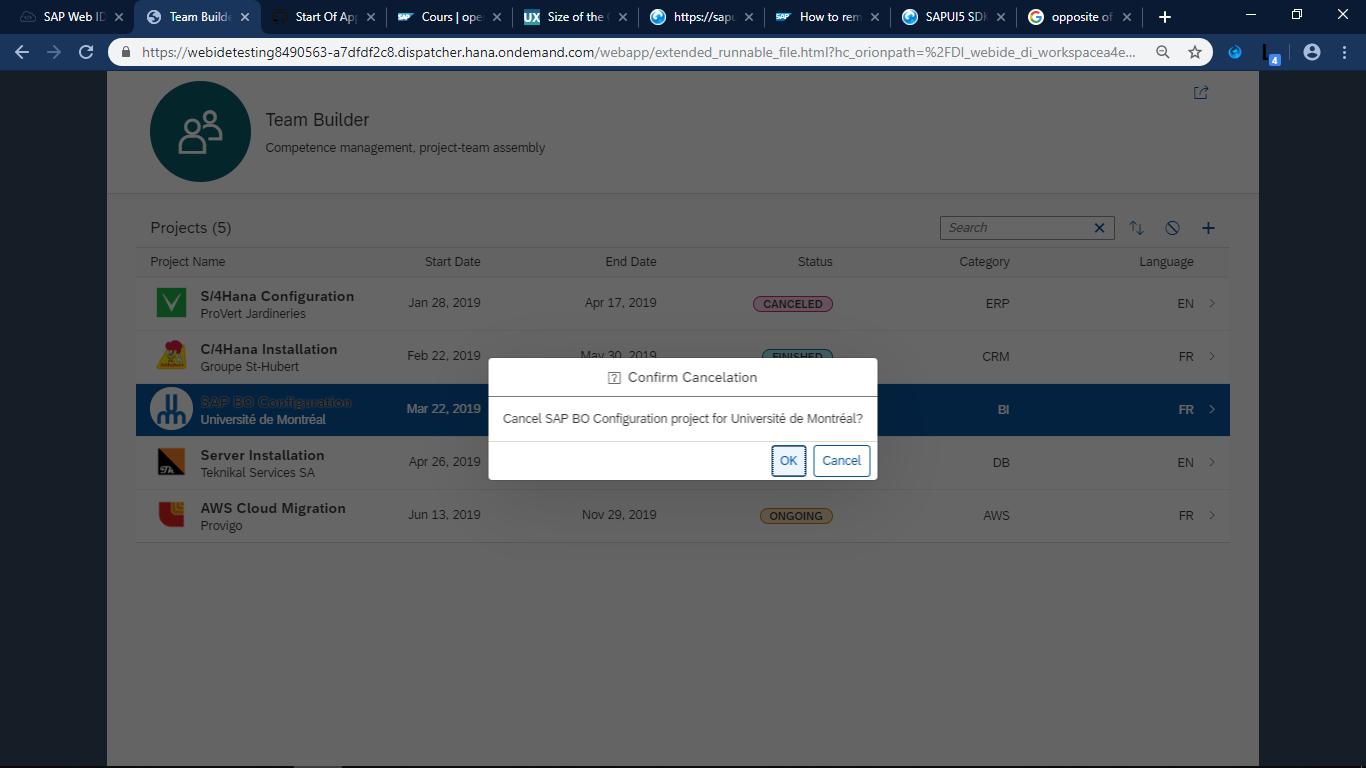 SAP Web ID
Team Builde
Start Of App
Cours | ope
UX Size of the
https://sapu
How to rem
SAPUI5 SDK
opposite of
https://webidetesting8490563-a7dfdf2c8.dispatcher.hana.ondemand.com/webapp/extended_runnable_file.html?hc_orionpath=%2FDI_webide_di_workspacea4e...
4
Team Builder
Competence management, project-team assembly
Projects (5)
Search
Project Name Start Date End Date Status Category Language
S/4Hana Configuration
ProVert Jardineries
Jan 28, 2019 Apr 17, 2019 CANCELED ERP EN
C/4Hana Installation
Groupe St-Hubert
Feb 22, 2019 May 30, 2019 FINISHED CRM FR
SAP BO Configuration
Université de Montréal
Mar 22, 2019 BI FR
Server Installation
Teknikal Services SA
Apr 26, 2019 DB EN
AWS Cloud Migration
Provigo
Jun 13, 2019 Nov 29, 2019 ONGOING AWS FR
Confirm Cancelation
Cancel SAP BO Configuration project for Université de Montréal?
OK Cancel